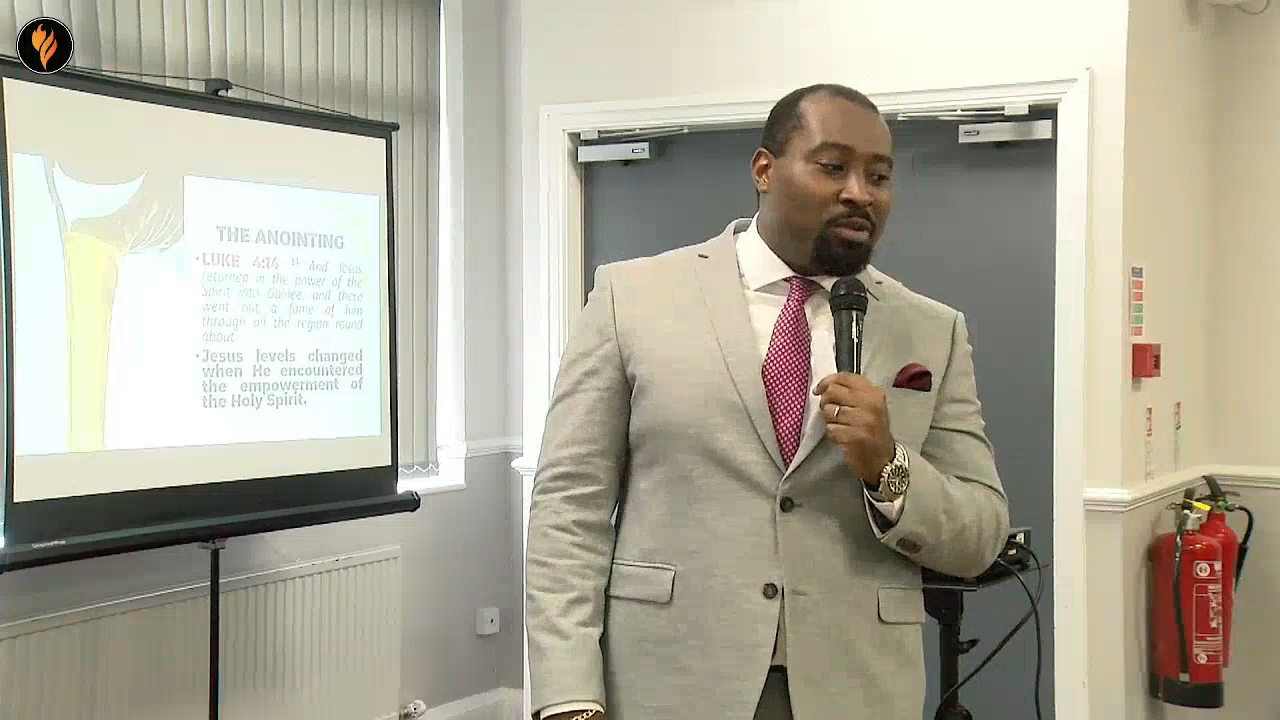 THE ANOINTING
•LUKE 4:14 14 And Jesus
returned in the power of the
Spirit into Galilee: and there
went out a fame of him
through all the region round
about
•Jesus levels changed
when He encountered
the empowerment of
the Holy Spirit.